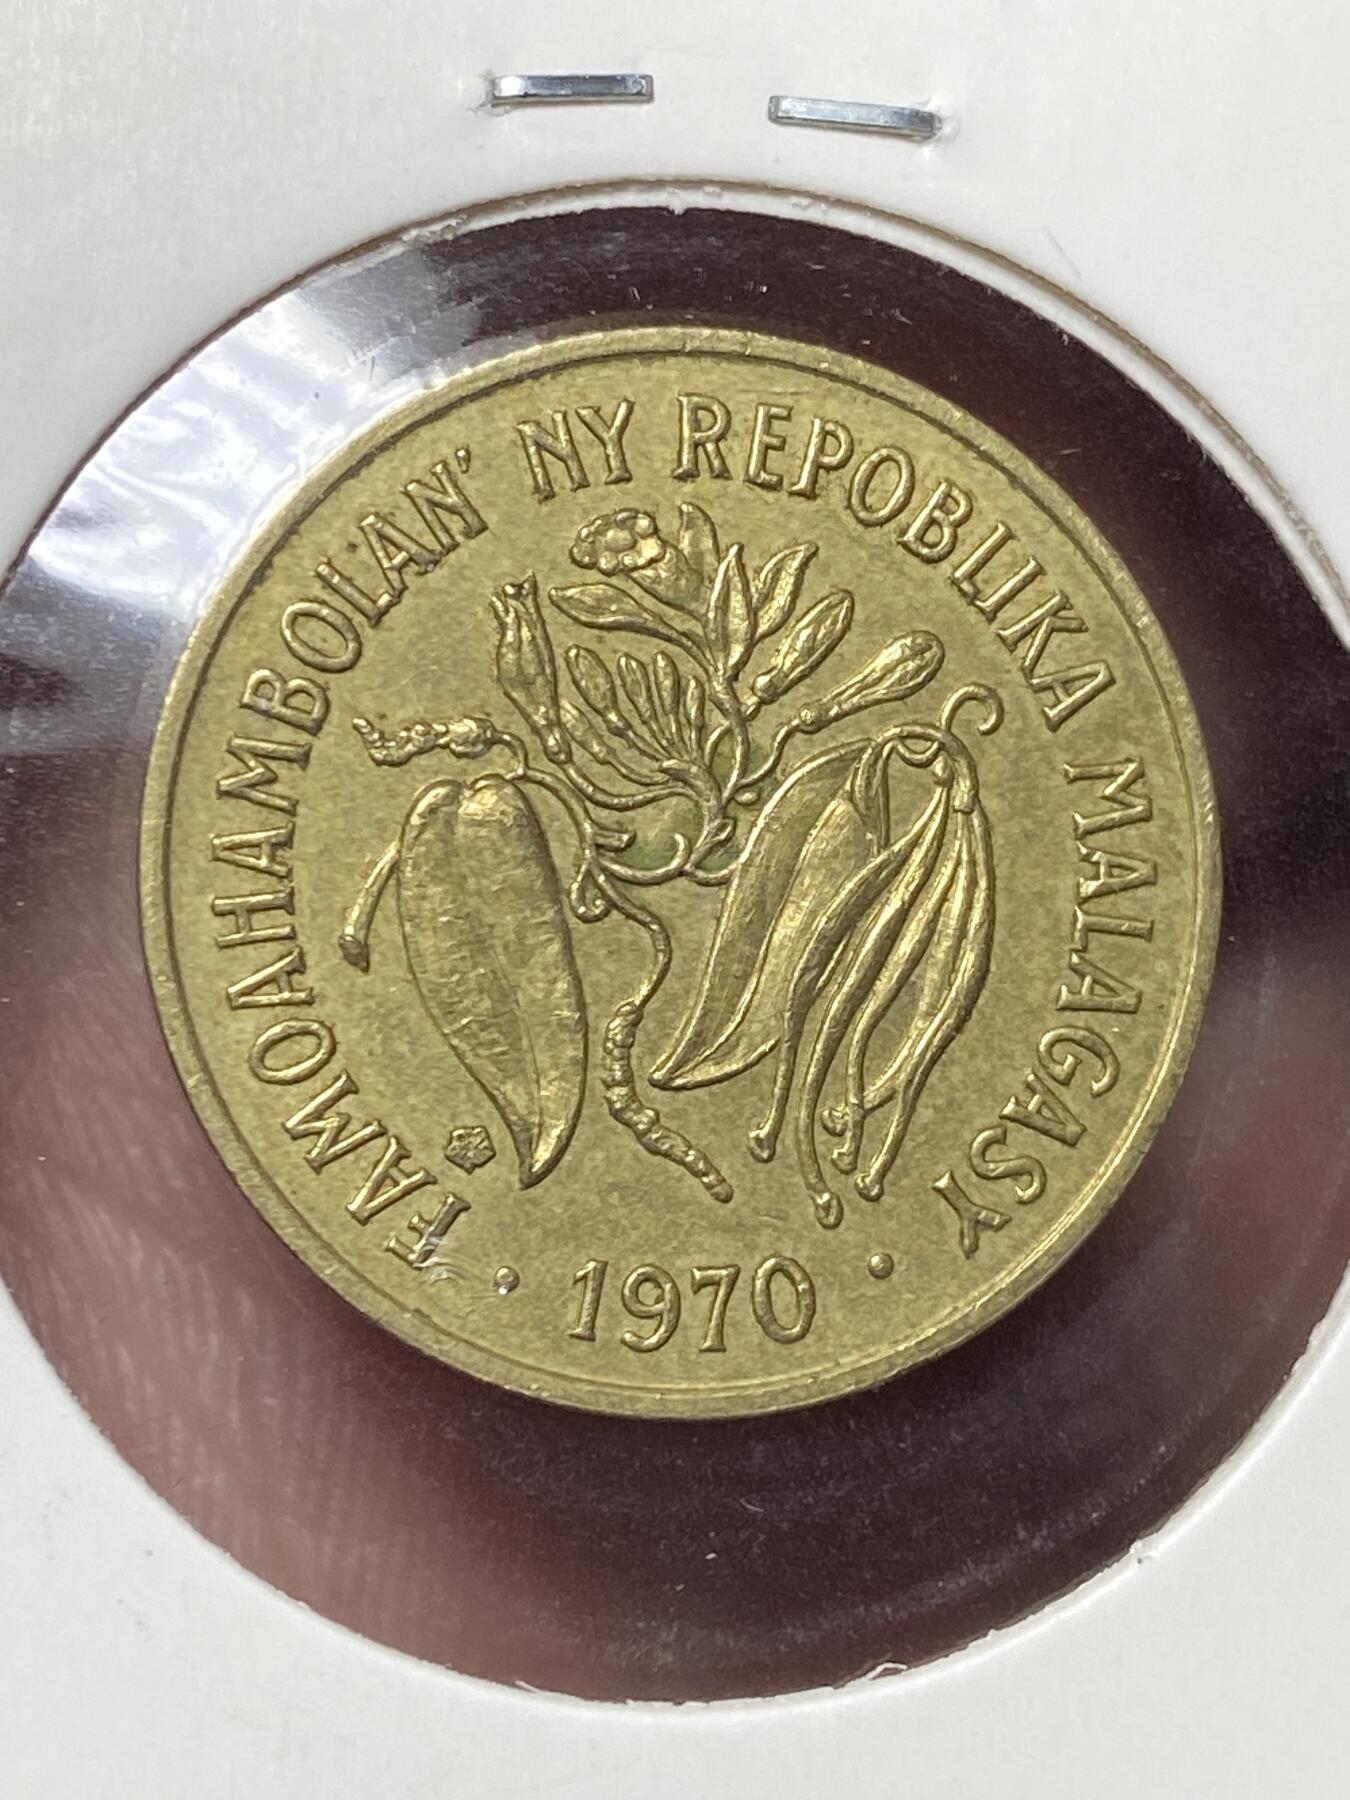 FAMOAHAMBOLAN' NY REPOBLIKA MALAGASY
• 1970 •